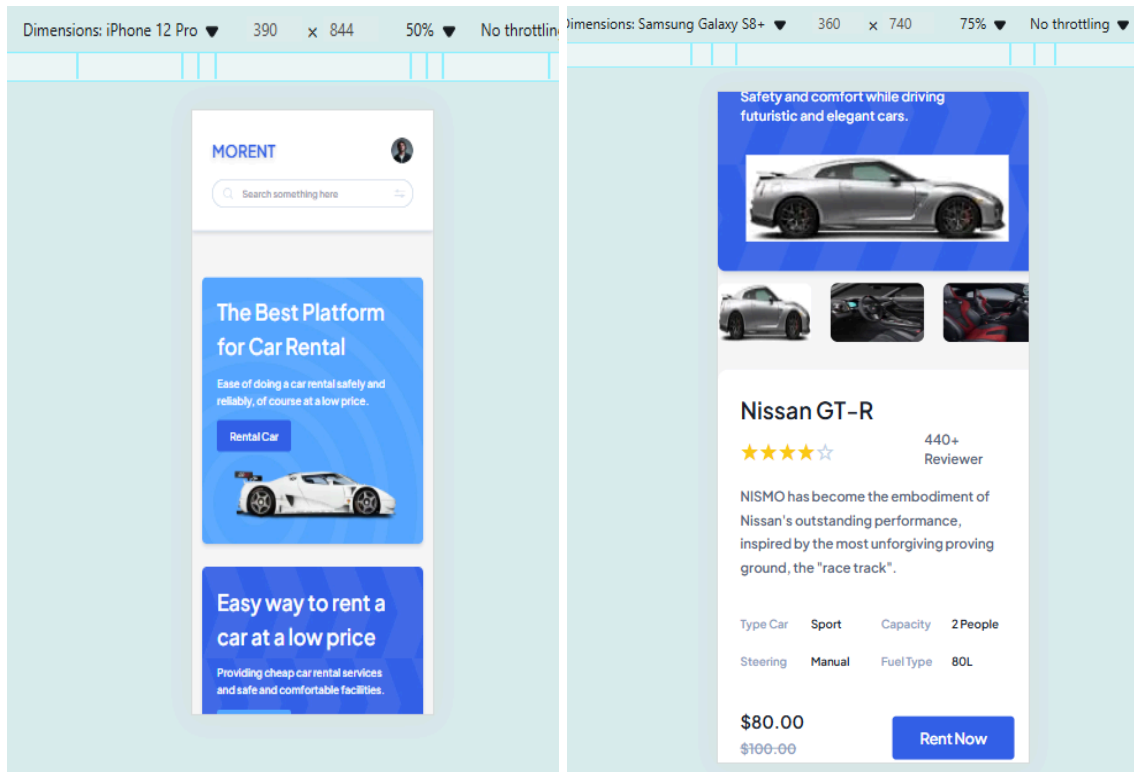 Dimensions: iPhone 12 Pro ▼ 390 × 844 50% ▼ No throttlin
MORENT
Search something here
The Best Platform
for Car Rental
Ease of doing a car rental safely and
reliably, of course at a low price.
Rental Car
Easy way to rent a
car at a low price
Providing cheap car rental services
and safe and comfortable facilities.
Dimensions: Samsung Galaxy S8+ ▼ 360 × 740 75% ▼ No throttling ▼
Safety and comfort while driving
futuristic and elegant cars.
Nissan GT-R
440+
Reviewer
NISMO has become the embodiment of
Nissan's outstanding performance,
inspired by the most unforgiving proving
ground, the "race track".
Type Car Sport Capacity 2 People
Steering Manual Fuel Type 80L
$80.00
$100.00
Rent Now